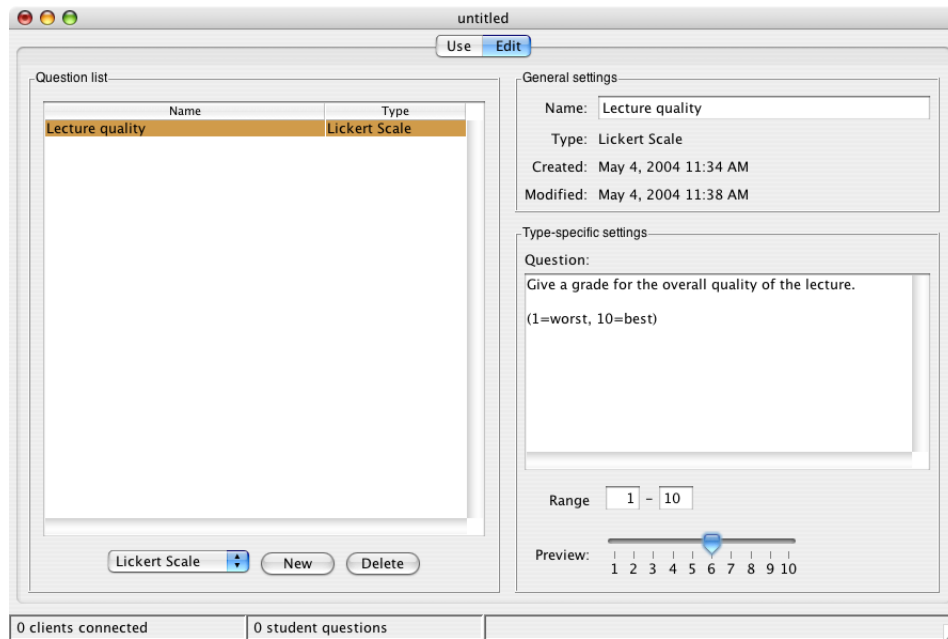 untitled
Use Edit
Question list
Name Type
Lecture quality Lickert Scale
Lickert Scale New Delete
General settings
Name: Lecture quality
Type: Lickert Scale
Created: May 4, 2004 11:34 AM
Modified: May 4, 2004 11:38 AM
Type-specific settings
Question:
Give a grade for the overall quality of the lecture.
(1=worst, 10=best)
Range 1 - 10
Preview:
1 2 3 4 5 6 7 8 9 10
0 clients connected 0 student questions